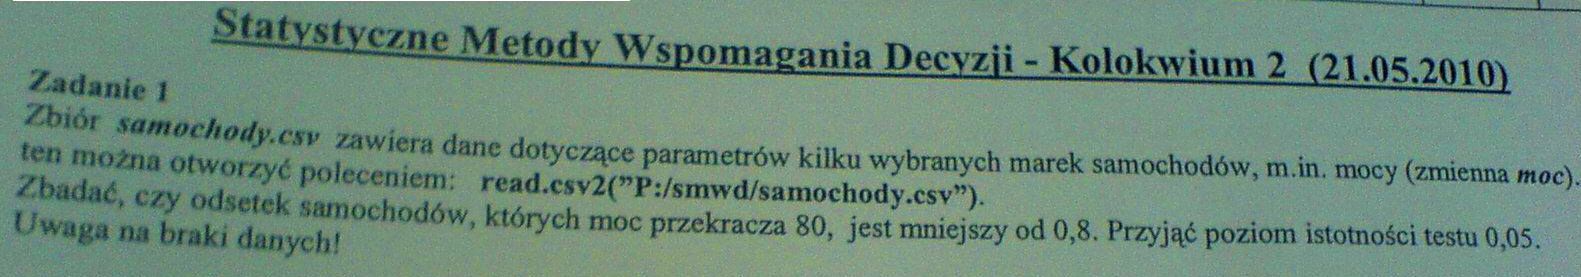 Statystyczne Metody Wspomagania Decyzji - Kolokwium 2 (21.05.2010)
Zadanie 1
Zbiór samochody.csv zawiera dane dotyczące parametrów kilku wybranych marek samochodów, m.in. mocy (zmienna moc).
ten można otworzyć poleceniem: read.csv2(”P:/smwd/samochody.csv”).
Zbadać, czy odsetek samochodów, których moc przekracza 80, jest mniejszy od 0,8. Przyjąć poziom istotności testu 0,05.
Uwaga na braki danych!